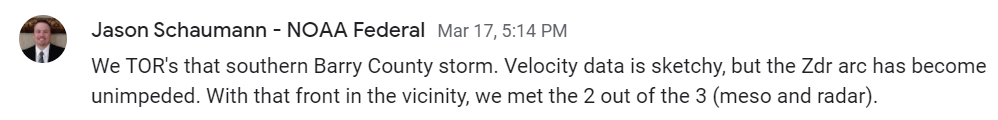 Jason Schaumann - NOAA Federal Mar 17, 5:14 PM
We TOR's that southern Barry County storm. Velocity data is sketchy, but the Zdr arc has become
unimpeded. With that front in the vicinity, we met the 2 out of the 3 (meso and radar).